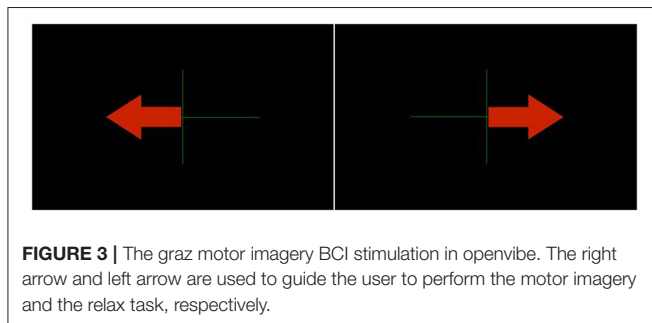 FIGURE 3 | The graz motor imagery BCI stimulation in openvibe. The right
arrow and left arrow are used to guide the user to perform the motor imagery
and the relax task, respectively.